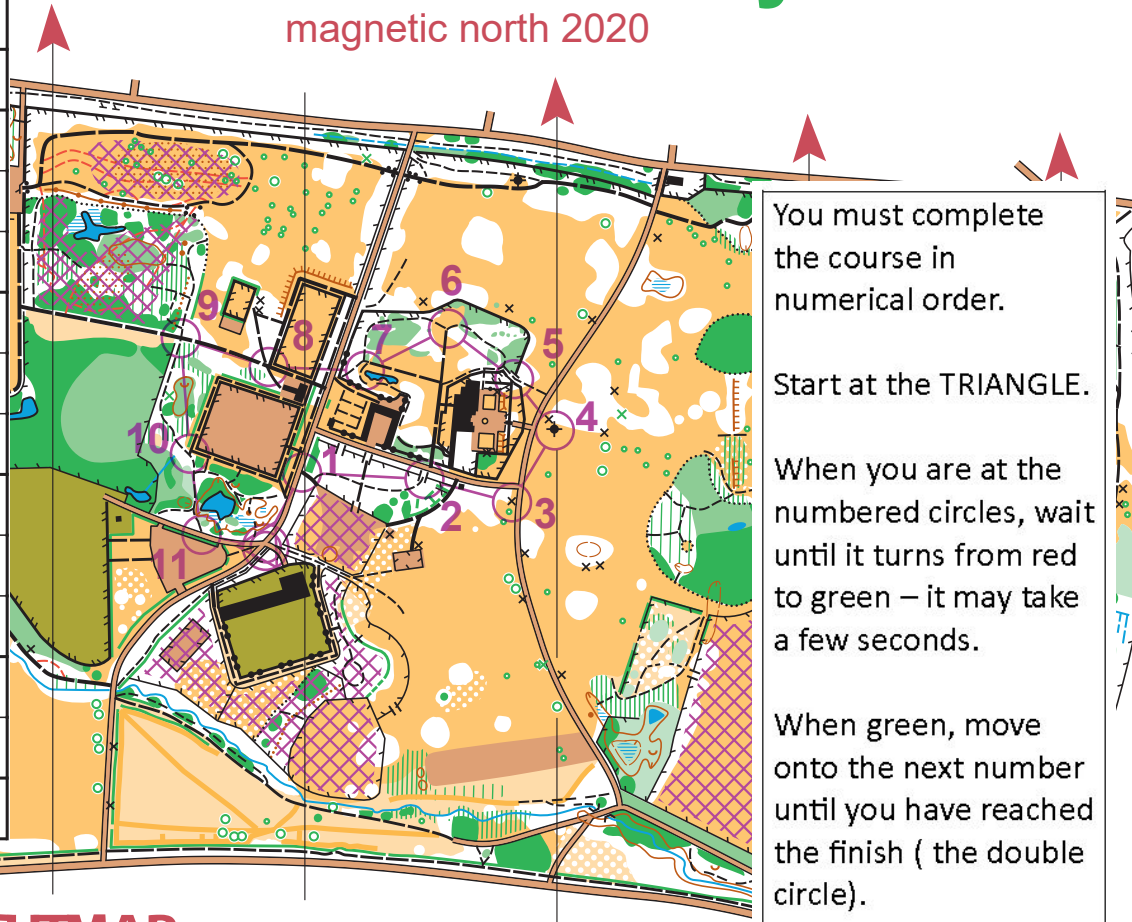 magnetic north 2020
6
9
8
7
5
4
10
1
2
3
11
You must complete
the course in
numerical order.
Start at the TRIANGLE.
When you are at the
numbered circles, wait
until it turns from red
to green – it may take
a few seconds.
When green, move
onto the next number
until you have reached
the finish ( the double
circle).